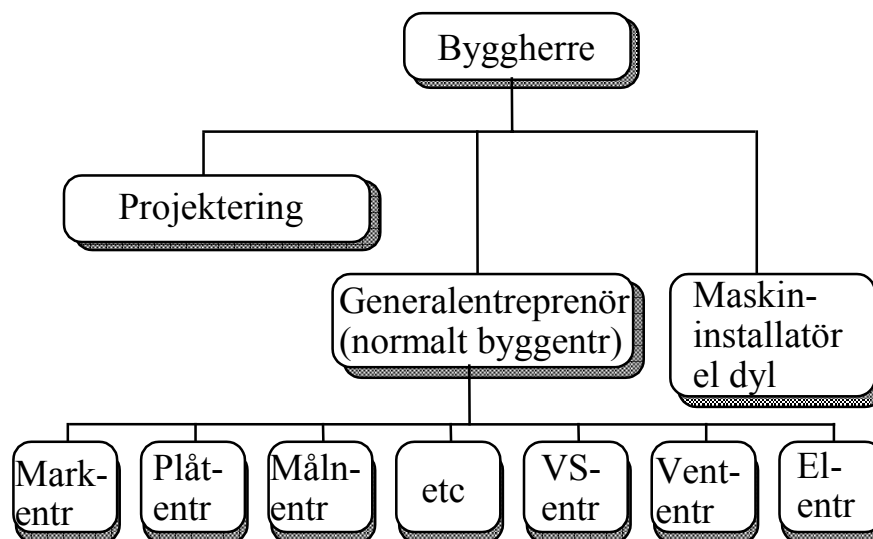 Byggherre
Projektering
Generalentreprenör
(normalt byggentr)
Maskin-
installatör
el dyl
Mark-
entr
Plåt-
entr
Måln-
entr
etc
VS-
entr
Vent-
entr
El-
entr